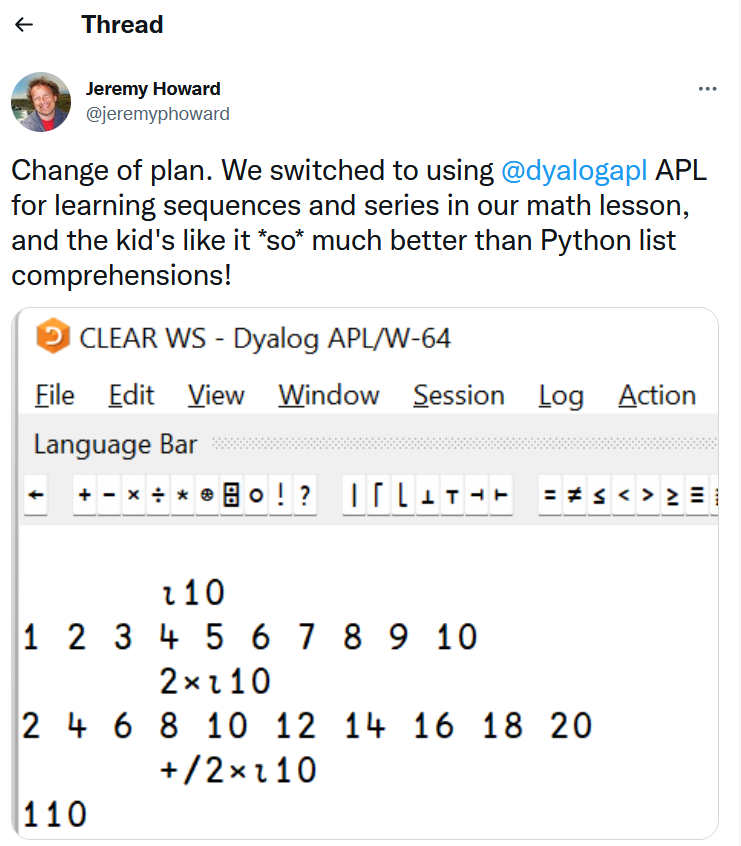 ← Thread
Jeremy Howard
@jeremyphoward
Change of plan. We switched to using @dyalogapl APL
for learning sequences and series in our math lesson,
and the kid's like it *so* much better than Python list
comprehensions!
CLEAR WS - Dyalog APL/W-64
File Edit View Window Session Log Action
Language Bar
← + - × ÷ * ⍟ ⌹ ○ ! ? | ⌈ ⌊ ⊥ ⊤ ⊣ ⊢ = ≠ ≤ < > ≥ ≡
⍳10
1 2 3 4 5 6 7 8 9 10
2×⍳10
2 4 6 8 10 12 14 16 18 20
+/2×⍳10
110